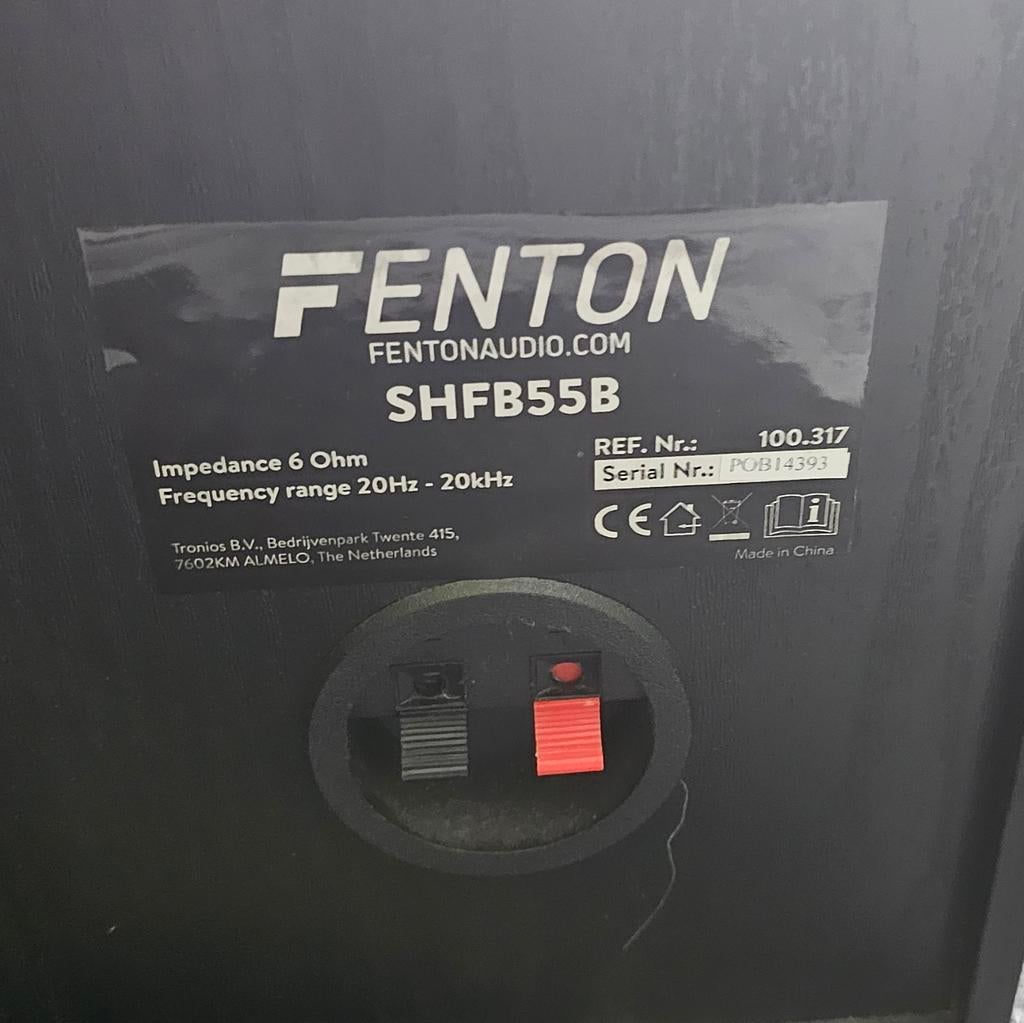 FENTON
FENTONAUDIO.COM
SHFB55B
Impedance 6 Ohm
Frequency range 20Hz - 20kHz
REF. Nr.: 100.317
Serial Nr.: POB14393
CE
Tronios B.V., Bedrijvenpark Twente 415,
7602KM ALMELO, The Netherlands
Made in China